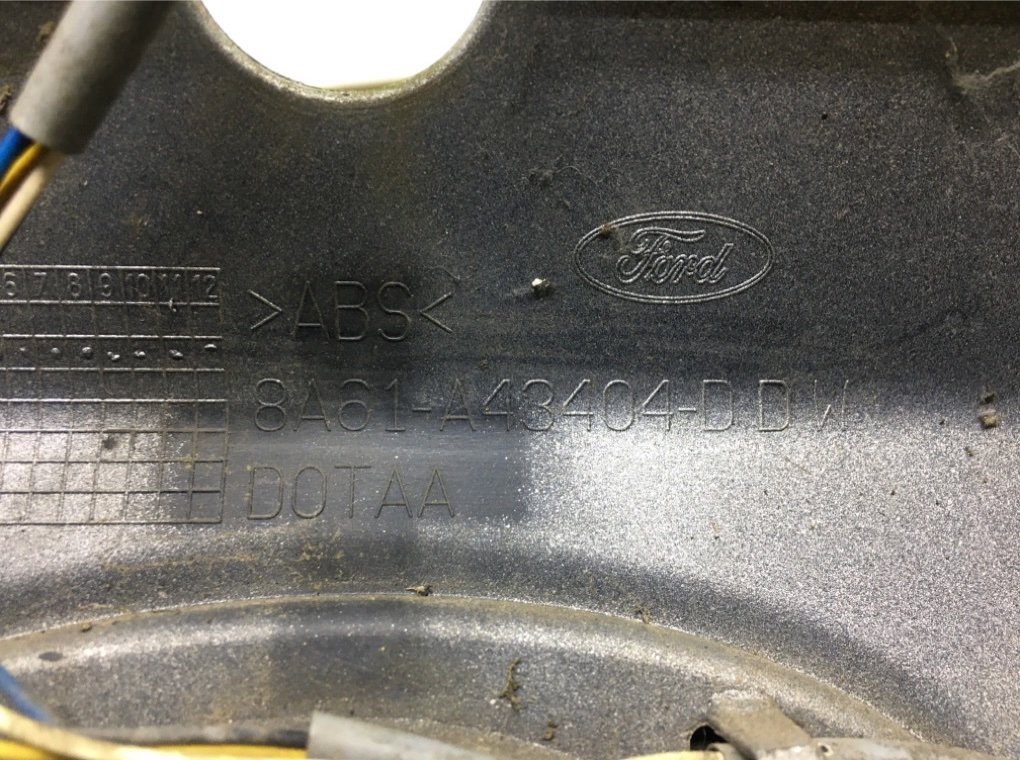 Ford
6 7 8 9 10 11 12
>ABS<
8A61-A43404-DDW
DOTAA